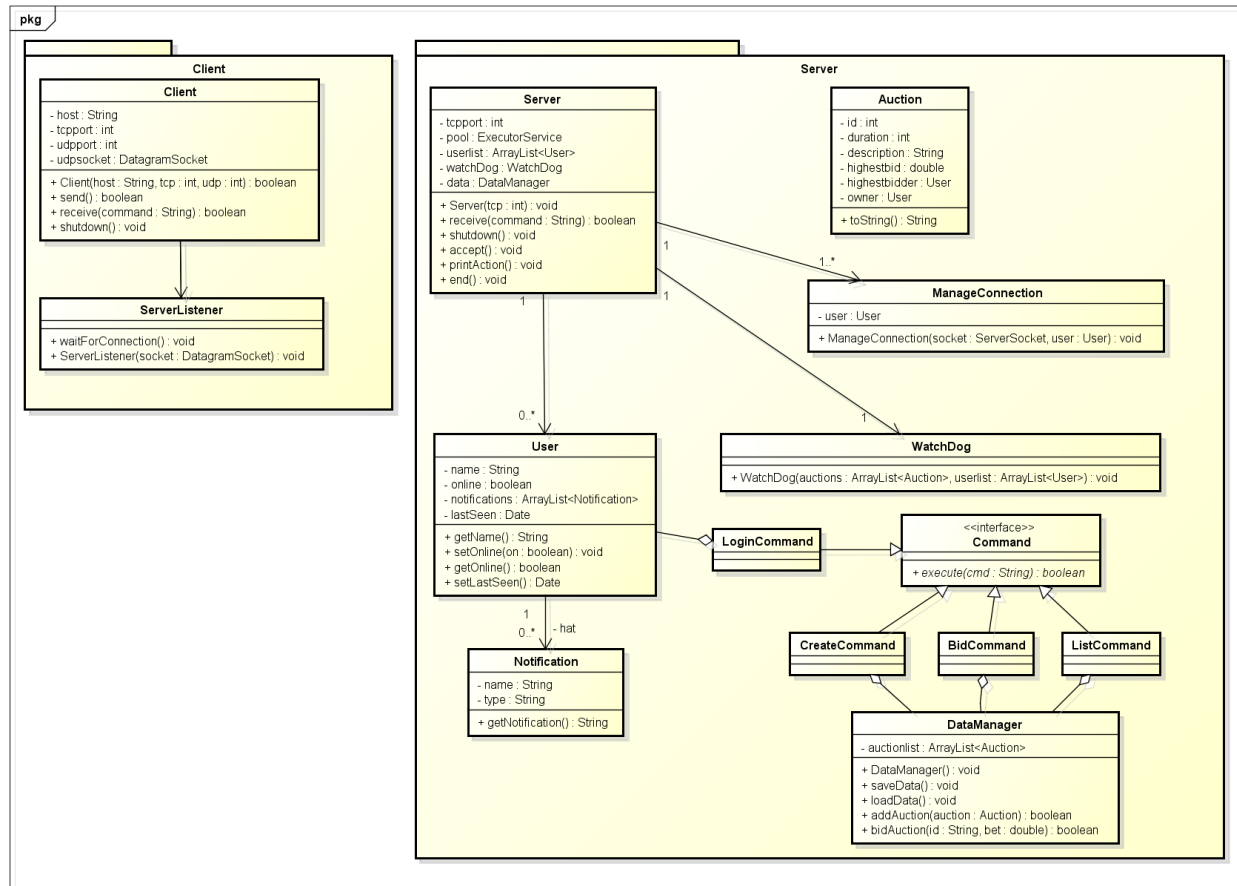 pkg
Client
Client
- host : String
- tcpport : int
- udpport : int
- udpsocket : DatagramSocket
+ Client(host : String, tcp : int, udp : int) : boolean
+ send() : boolean
+ receive(command : String) : boolean
+ shutdown() : void
ServerListener
+ waitForConnection() : void
+ ServerListener(socket : DatagramSocket) : void
Server
Server
- tcpport : int
- pool : ExecutorService
- userlist : ArrayList<User>
- watchDog : WatchDog
- data : DataManager
+ Server(tcp : int) : void
+ receive(command : String) : boolean
+ shutdown() : void
+ accept() : void
+ printAction() : void
+ end() : void
Auction
- id : int
- duration : int
- description : String
- highestbid : double
- highestbidder : User
- owner : User
+ toString() : String
1
1..*
ManageConnection
- user : User
+ ManageConnection(socket : ServerSocket, user : User) : void
1
1
1
0..*
WatchDog
+ WatchDog(auctions : ArrayList<Auction>, userlist : ArrayList<User>) : void
User
- name : String
- online : boolean
- notifications : ArrayList<Notification>
- lastSeen : Date
+ getName() : String
+ setOnline(on : boolean) : void
+ getOnline() : boolean
+ setLastSeen() : Date
LoginCommand
<<interface>>
Command
+ execute(cmd : String) : boolean
1
0..*
- hat
Notification
- name : String
- type : String
+ getNotification() : String
CreateCommand
BidCommand
ListCommand
DataManager
- auctionlist : ArrayList<Auction>
+ DataManager() : void
+ saveData() : void
+ loadData() : void
+ addAuction(auction : Auction) : boolean
+ bidAuction(id : String, bet : double) : boolean